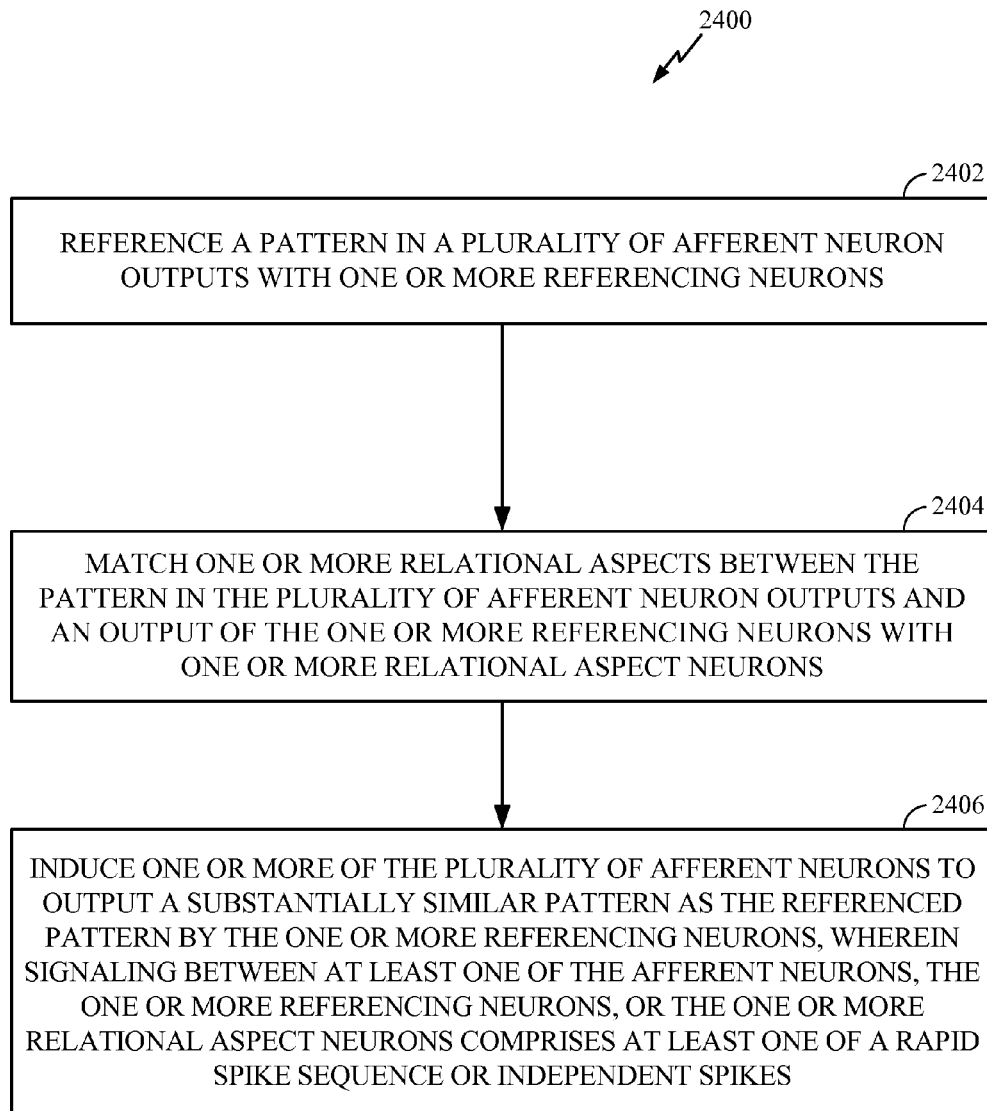 2400
2402
REFERENCE A PATTERN IN A PLURALITY OF AFFERENT NEURON
OUTPUTS WITH ONE OR MORE REFERENCING NEURONS
2404
MATCH ONE OR MORE RELATIONAL ASPECTS BETWEEN THE
PATTERN IN THE PLURALITY OF AFFERENT NEURON OUTPUTS AND
AN OUTPUT OF THE ONE OR MORE REFERENCING NEURONS WITH
ONE OR MORE RELATIONAL ASPECT NEURONS
2406
INDUCE ONE OR MORE OF THE PLURALITY OF AFFERENT NEURONS TO
OUTPUT A SUBSTANTIALLY SIMILAR PATTERN AS THE REFERENCED
PATTERN BY THE ONE OR MORE REFERENCING NEURONS, WHEREIN
SIGNALING BETWEEN AT LEAST ONE OF THE AFFERENT NEURONS, THE
ONE OR MORE REFERENCING NEURONS, OR THE ONE OR MORE
RELATIONAL ASPECT NEURONS COMPRISES AT LEAST ONE OF A RAPID
SPIKE SEQUENCE OR INDEPENDENT SPIKES